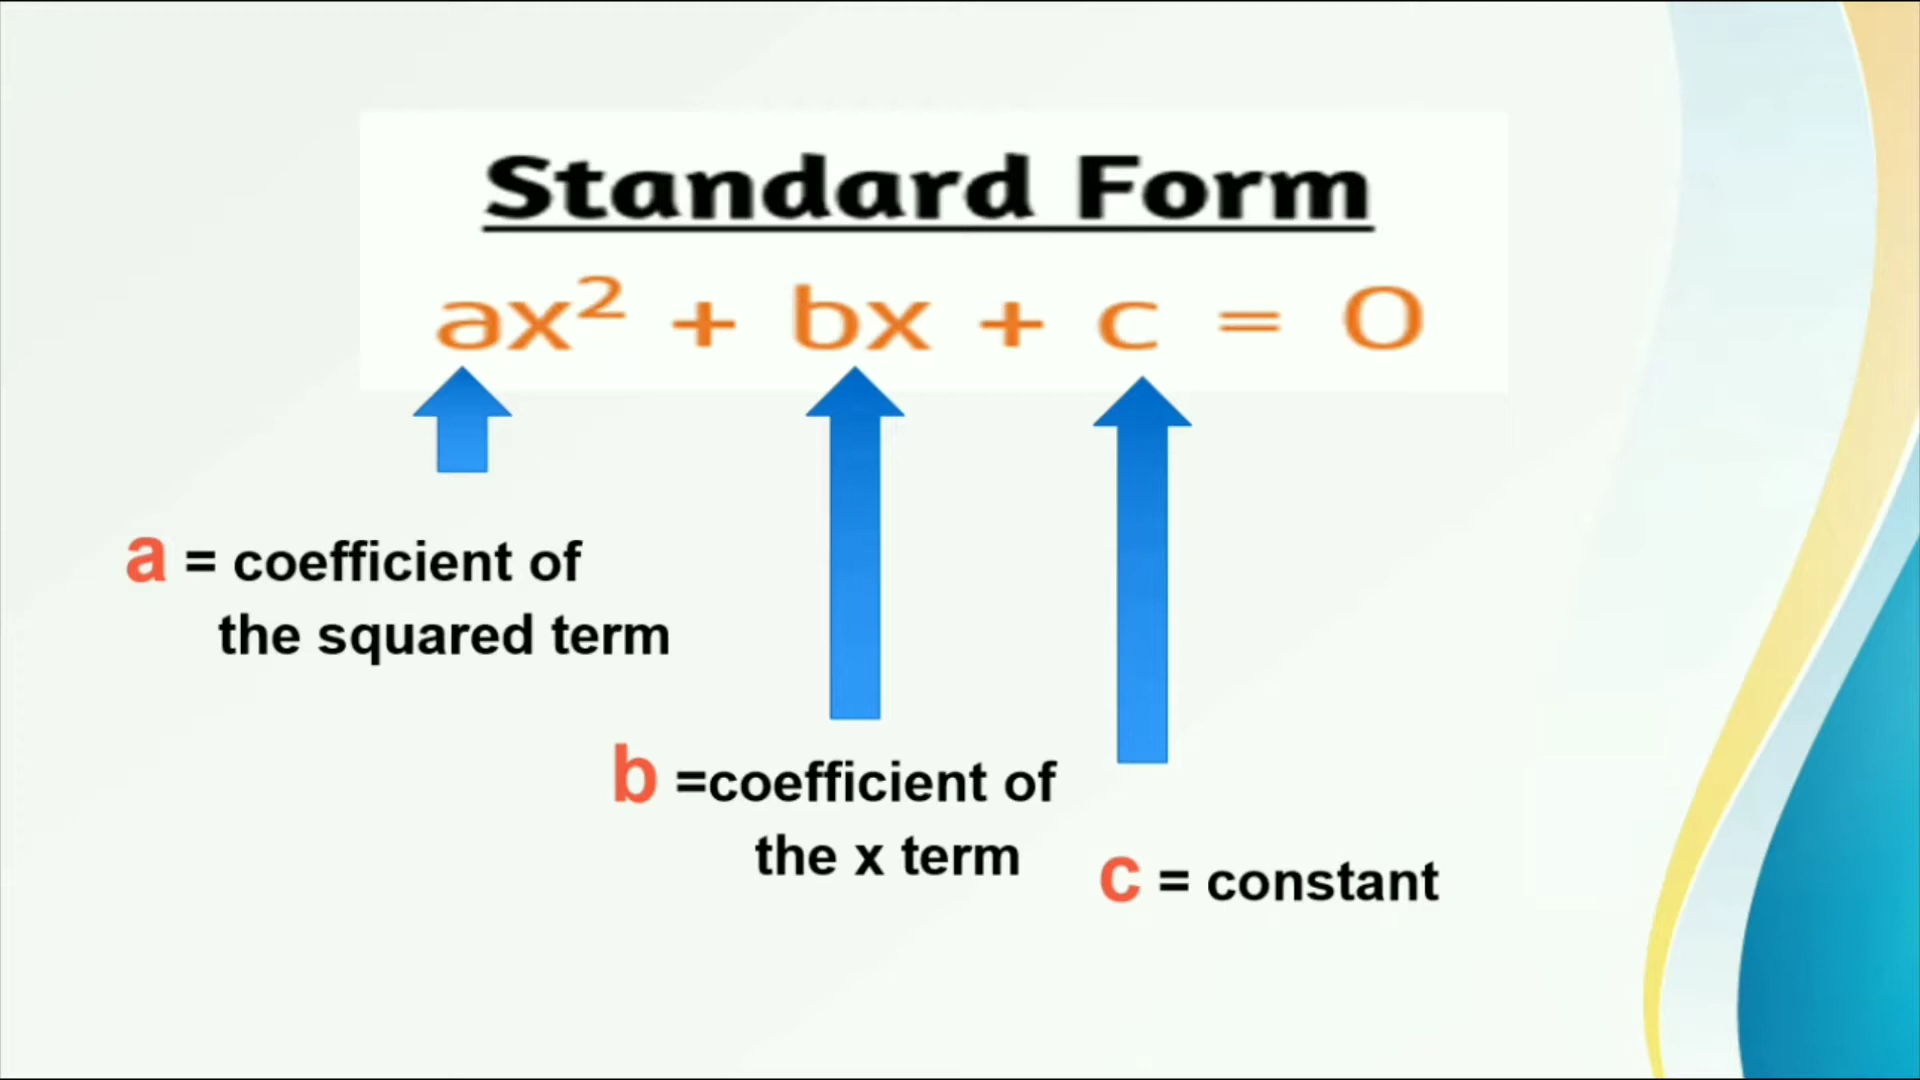 Standard Form
ax² + bx + c = 0
a = coefficient of
the squared term
b =coefficient of
the x term
c = constant